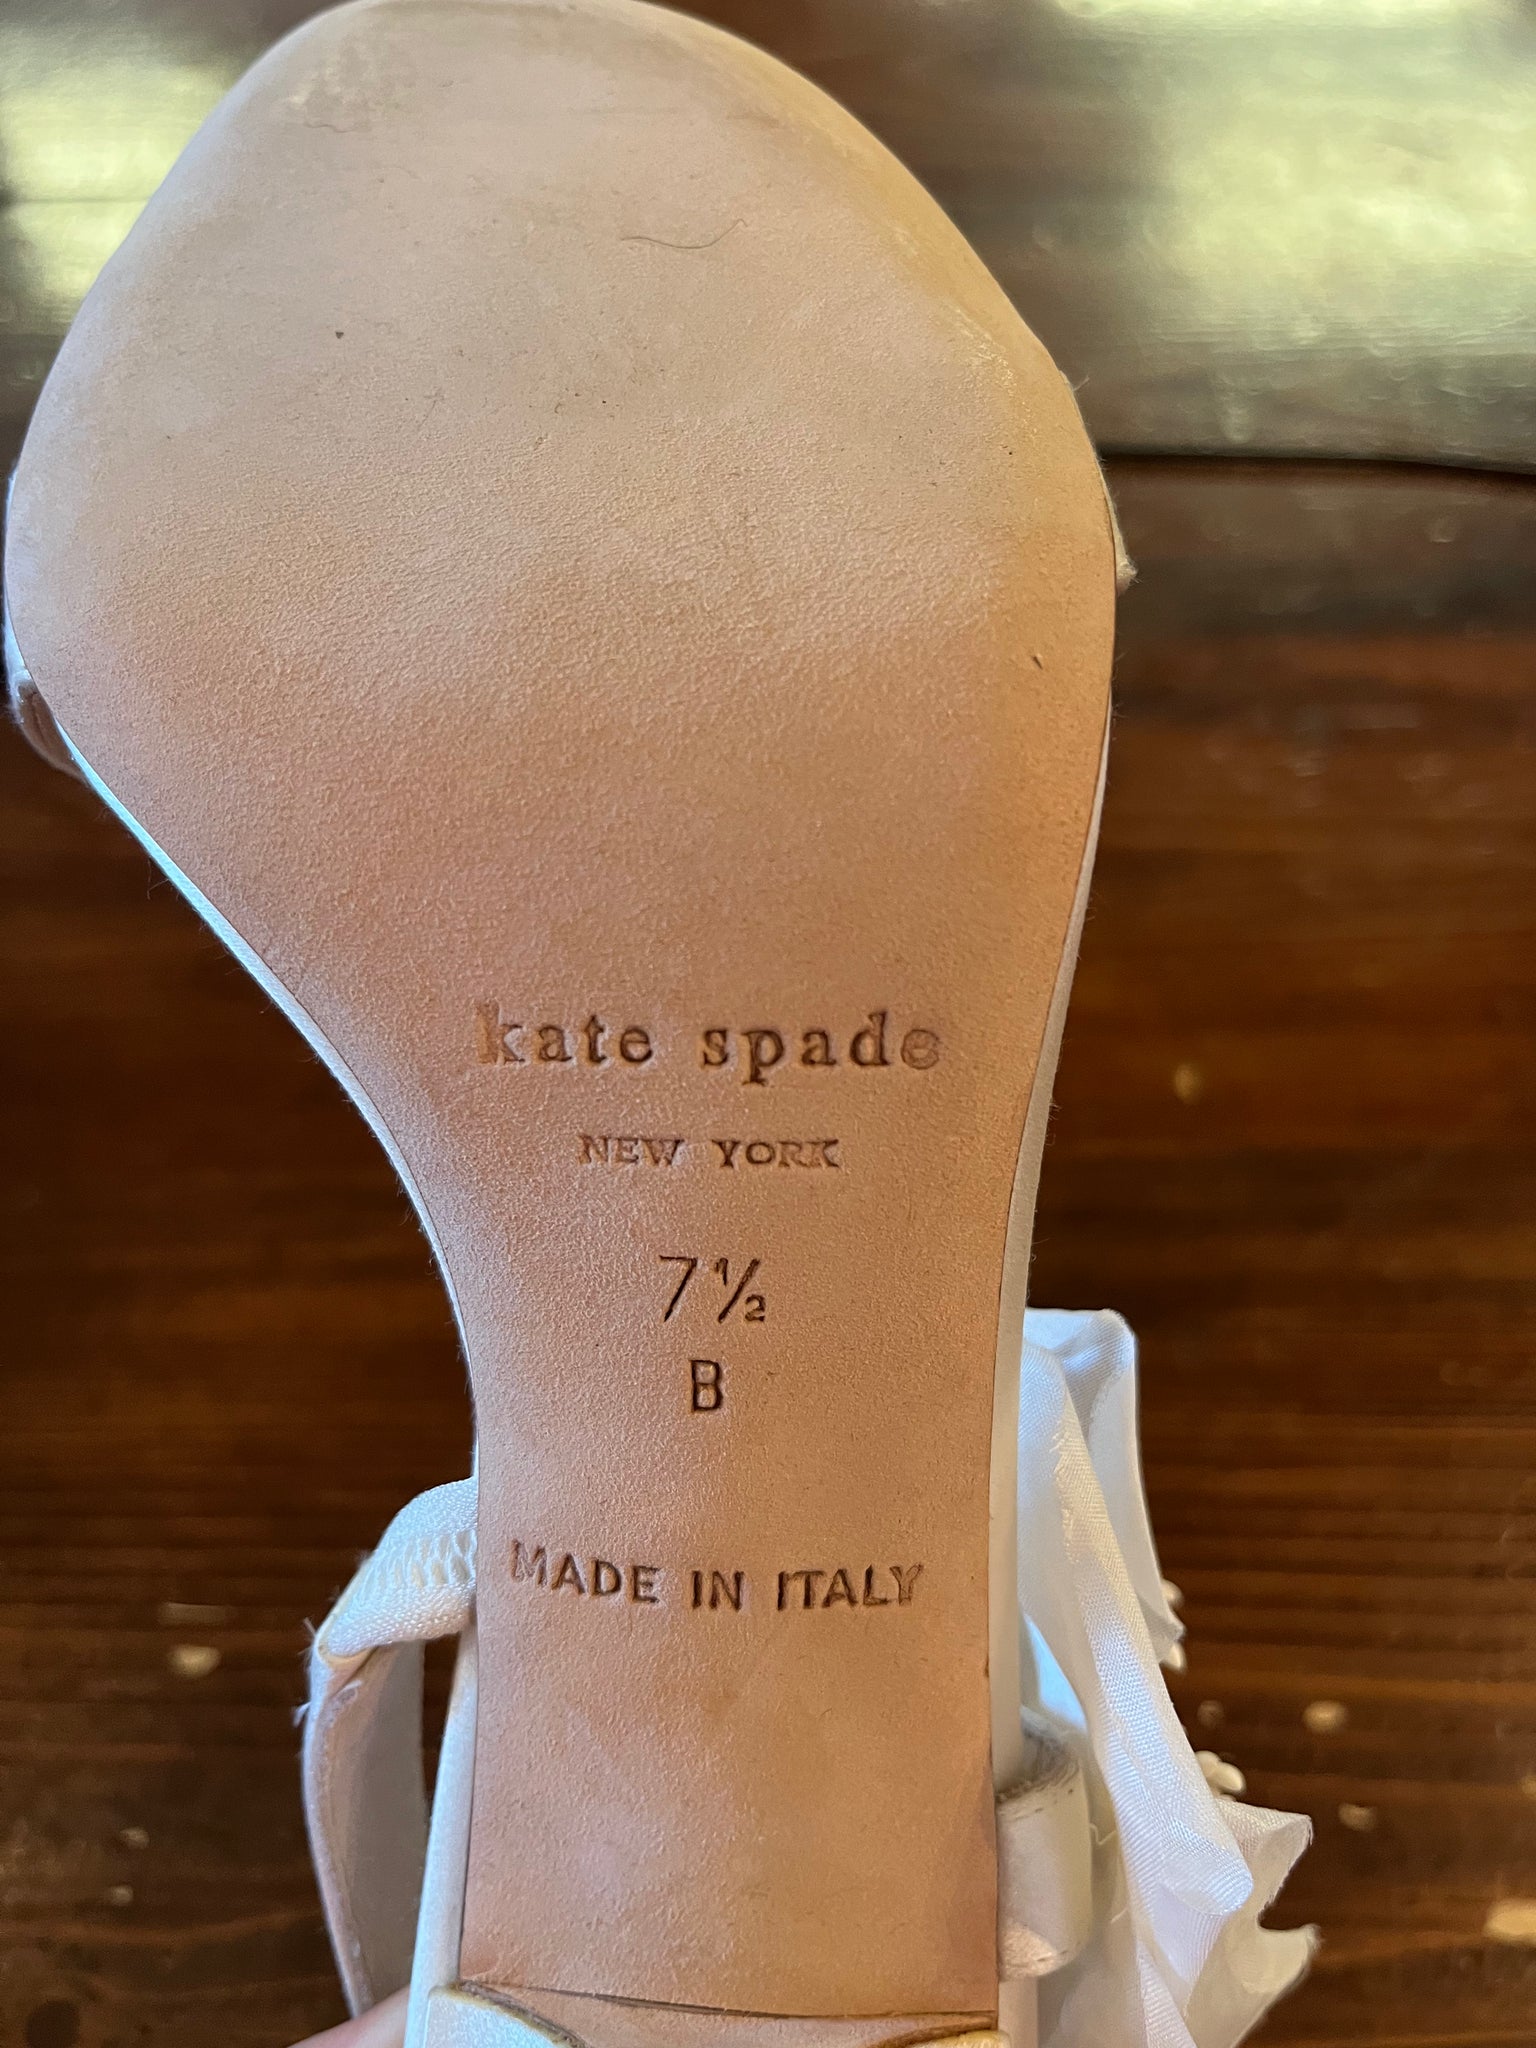 kate spade
NEW YORK
7½
B
MADE IN ITALY